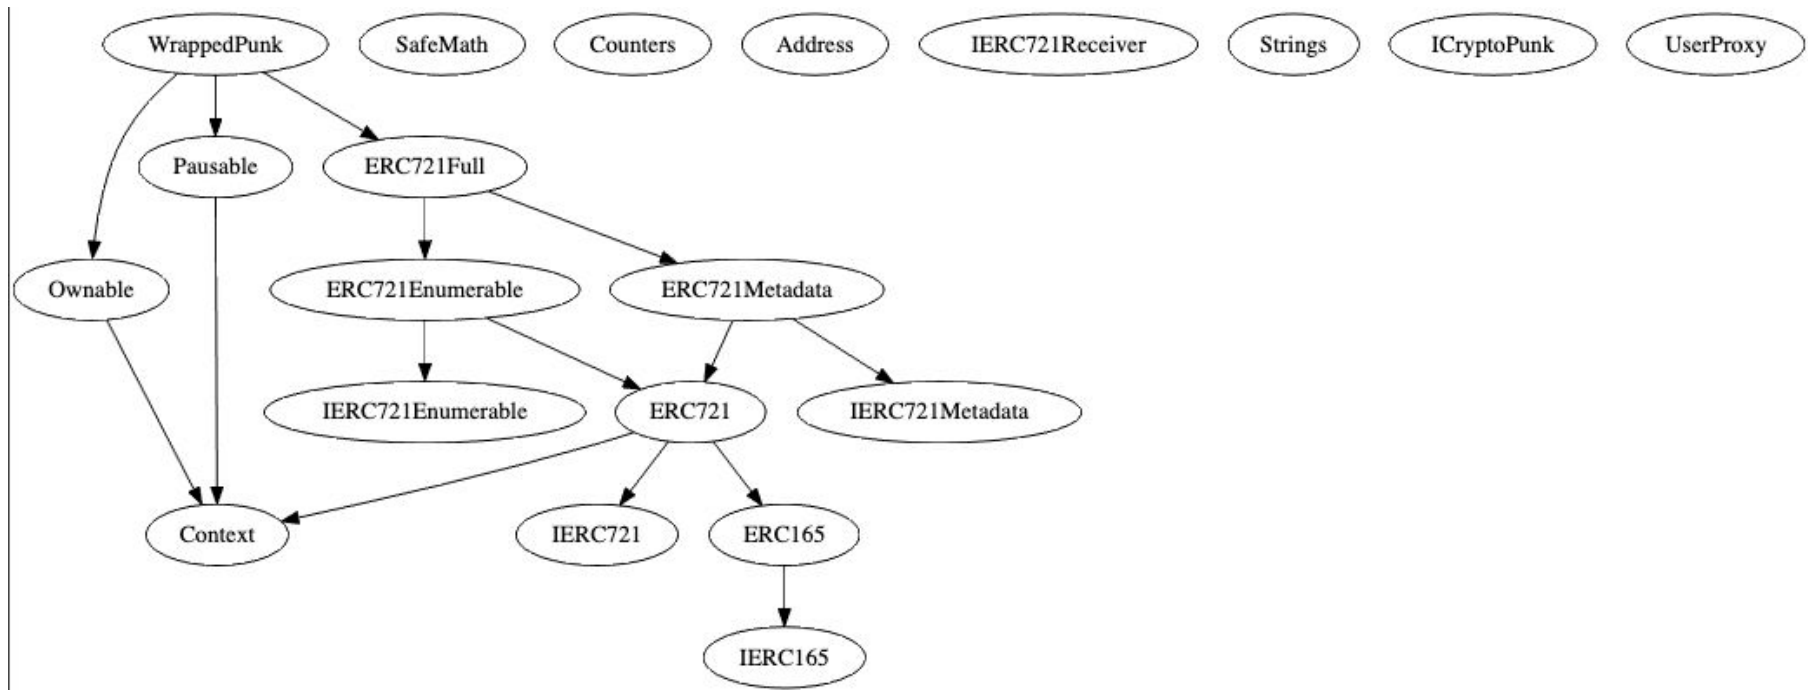 WrappedPunk
SafeMath
Counters
Address
IERC721Receiver
Strings
ICryptoPunk
UserProxy
Pausable
ERC721Full
Ownable
ERC721Enumerable
ERC721Metadata
IERC721Enumerable
ERC721
IERC721Metadata
Context
IERC721
ERC165
IERC165